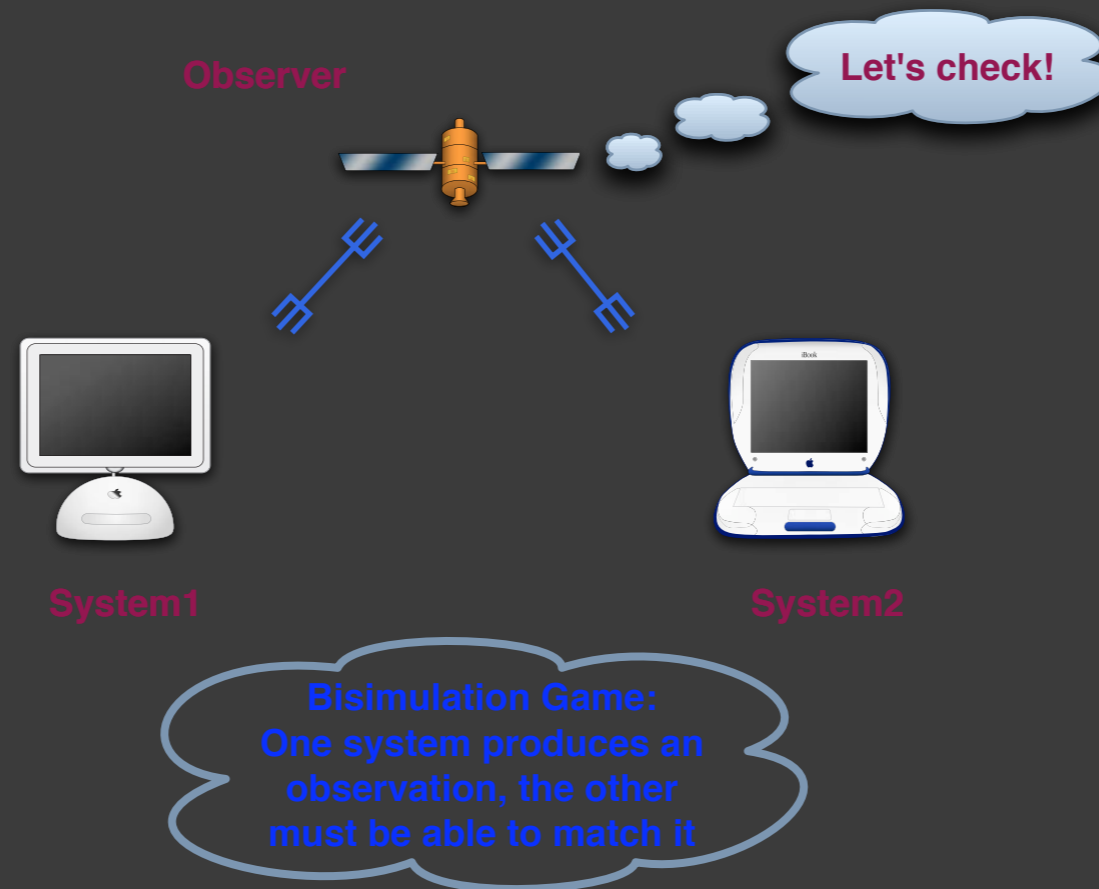 Observer
Let's check!
iBook
System1
System2
Bisimulation Game:
One system produces an
observation, the other
must be able to match it